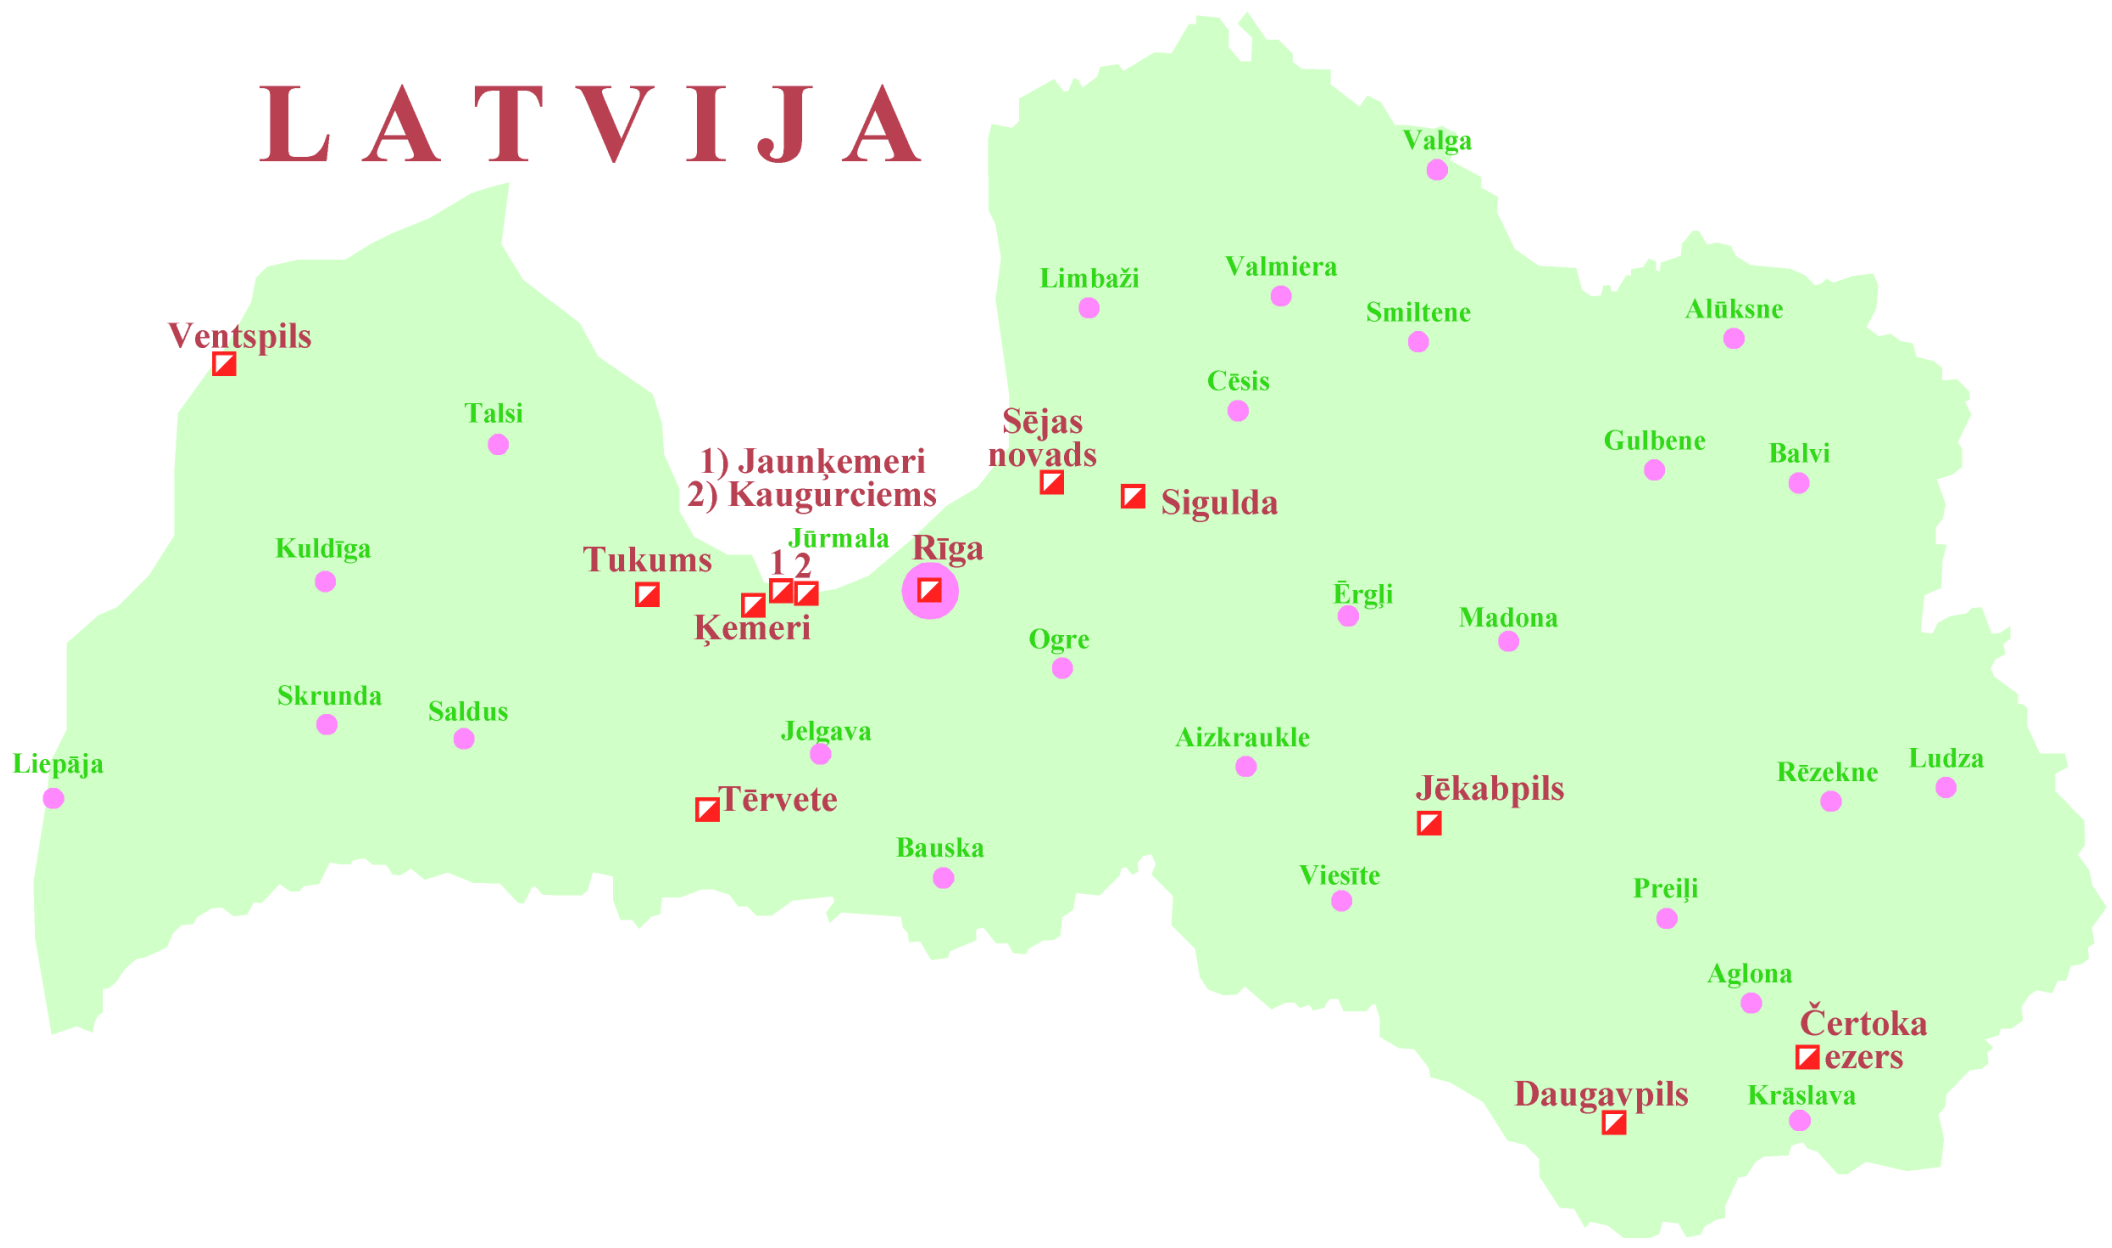 LATVIJA
Valga
Limbaži
Valmiera
Smiltene
Alūksne
Ventspils
Talsi
Cēsis
Sējas
novads
Gulbene
Balvi
1) Jaunķemeri
2) Kaugurciems
Sigulda
Jūrmala
Kuldīga
Tukums
1
2
Rīga
Ķemeri
Ērgļi
Madona
Ogre
Skrunda
Saldus
Jelgava
Aizkraukle
Liepāja
Tērvete
Jēkabpils
Rēzekne
Ludza
Bauska
Viesīte
Preiļi
Aglona
Čertoka
ezers
Daugavpils
Krāslava